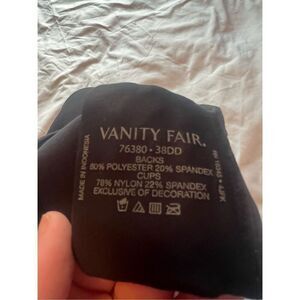 VANITY FAIR.
76380 • 38DD
BACKS
80% POLYESTER 20% SPANDEX
CUPS
78% NYLON 22% SPANDEX
EXCLUSIVE OF DECORATION
MADE IN INDONESIA